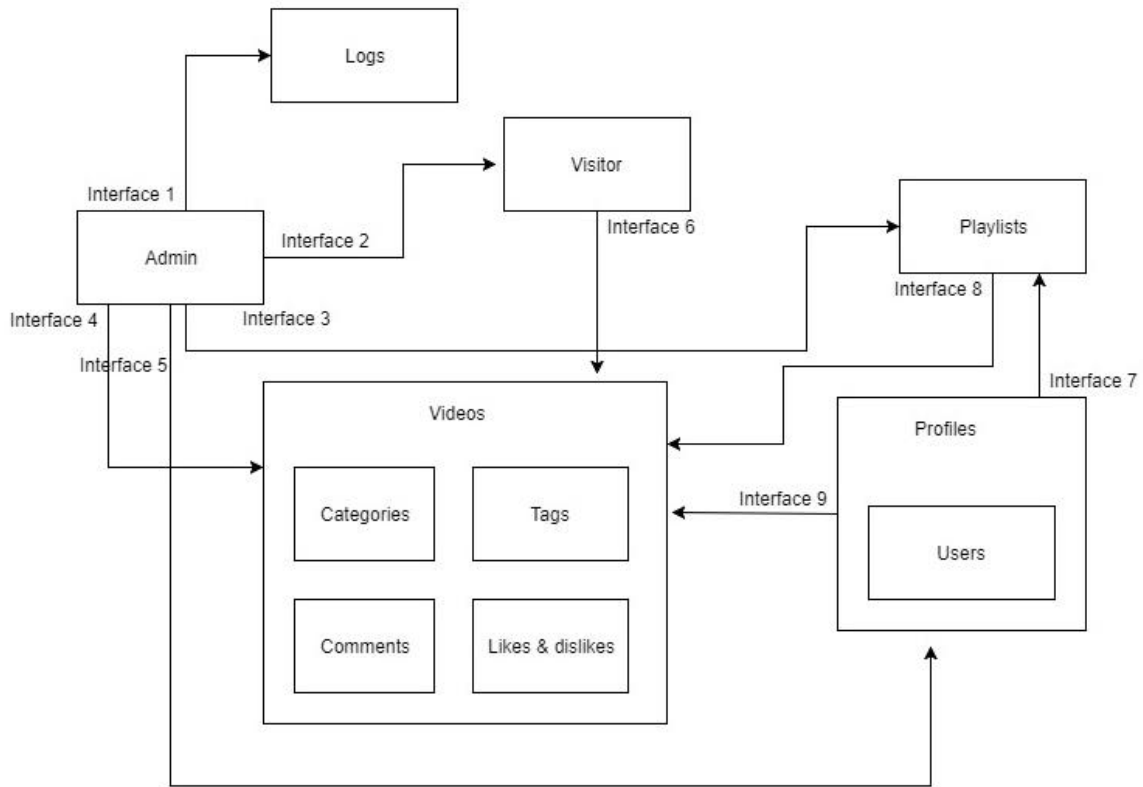 Logs
Visitor
Interface 1
Interface 6
Playlists
Interface 2
Admin
Interface 8
Interface 4
Interface 3
Interface 5
Interface 7
Videos
Profiles
Interface 9
Categories
Tags
Users
Comments
Likes & dislikes